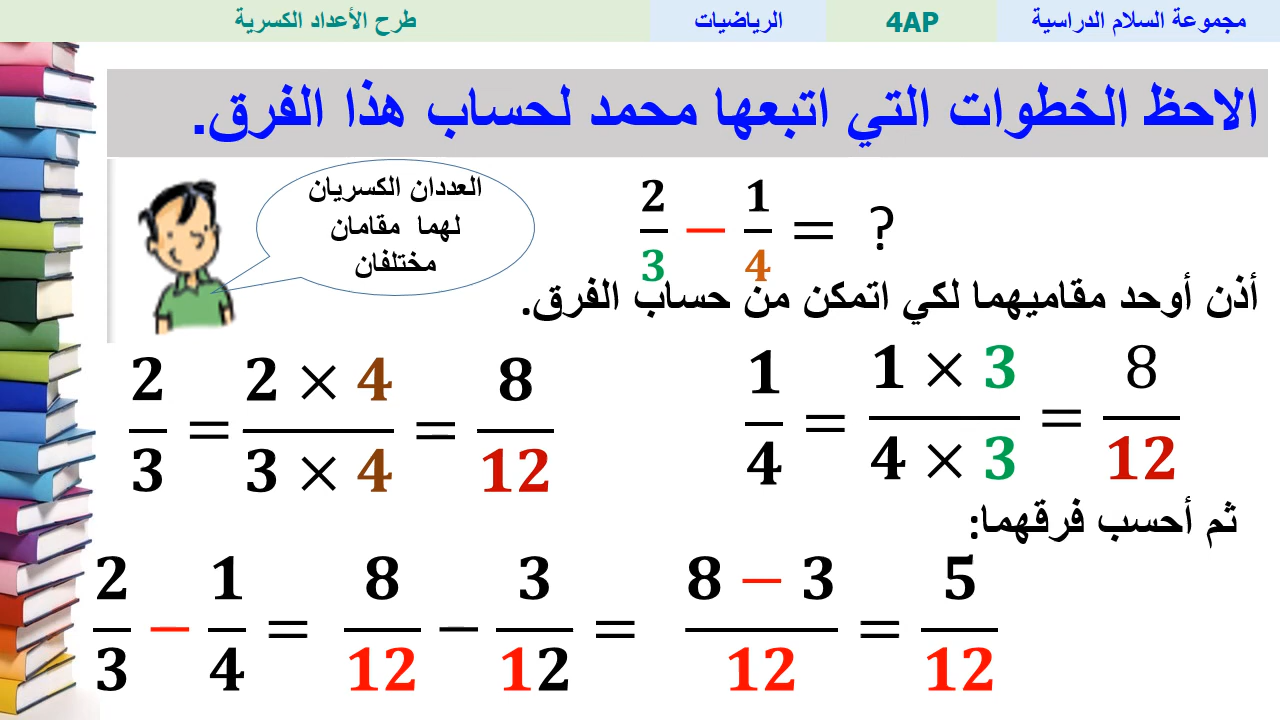 مجموعة السلام الدراسية 4AP الرياضيات طرح الأعداد الكسرية
الاحظ الخطوات التي اتبعها محمد لحساب هذا الفرق.
العددان الكسريان
لهما مقامان
مختلفان
2/3 − 1/4 = ?
أذن أوحد مقاميهما لكي اتمكن من حساب الفرق.
2/3 = (2 × 4)/(3 × 4) = 8/12
1/4 = (1 × 3)/(4 × 3) = 8/12
ثم أحسب فرقهما:
2/3 − 1/4 = 8/12 − 3/12 = (8 − 3)/12 = 5/12